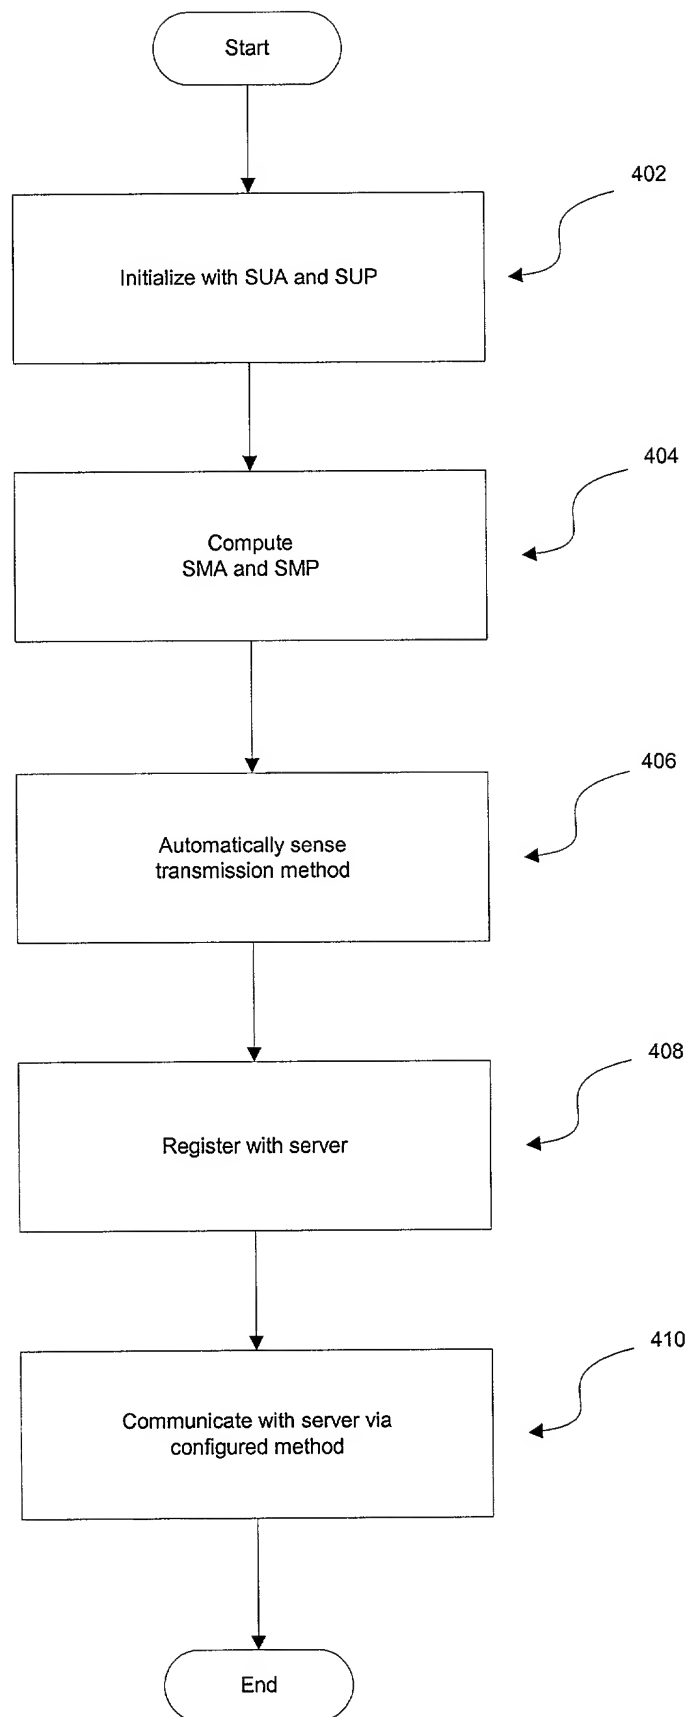 Start
402
Initialize with SUA and SUP
404
Compute
SMA and SMP
406
Automatically sense
transmission method
408
Register with server
410
Communicate with server via
configured method
End